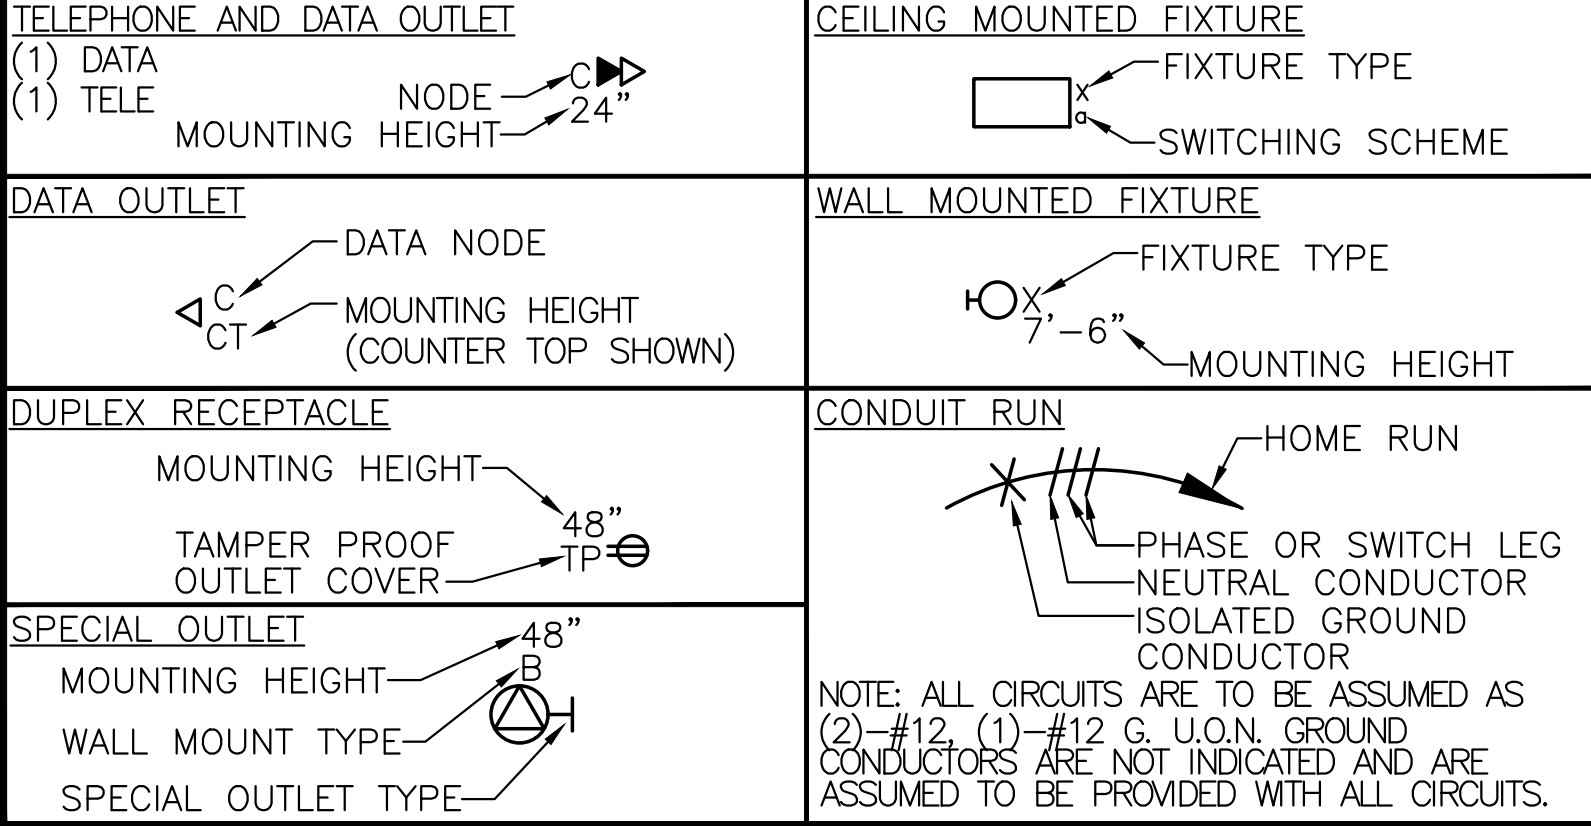 TELEPHONE AND DATA OUTLET
(1) DATA
(1) TELE
C
NODE
24"
MOUNTING HEIGHT
DATA OUTLET
DATA NODE
C
CT
MOUNTING HEIGHT
(COUNTER TOP SHOWN)
DUPLEX RECEPTACLE
MOUNTING HEIGHT
48"
TAMPER PROOF
OUTLET COVER
TP
SPECIAL OUTLET
48"
MOUNTING HEIGHT
B
WALL MOUNT TYPE
SPECIAL OUTLET TYPE
CEILING MOUNTED FIXTURE
FIXTURE TYPE
x
a
SWITCHING SCHEME
WALL MOUNTED FIXTURE
FIXTURE TYPE
X
7'-6"
MOUNTING HEIGHT
CONDUIT RUN
HOME RUN
PHASE OR SWITCH LEG
NEUTRAL CONDUCTOR
ISOLATED GROUND
CONDUCTOR
NOTE: ALL CIRCUITS ARE TO BE ASSUMED AS
(2)-#12, (1)-#12 G. U.O.N. GROUND
CONDUCTORS ARE NOT INDICATED AND ARE
ASSUMED TO BE PROVIDED WITH ALL CIRCUITS.